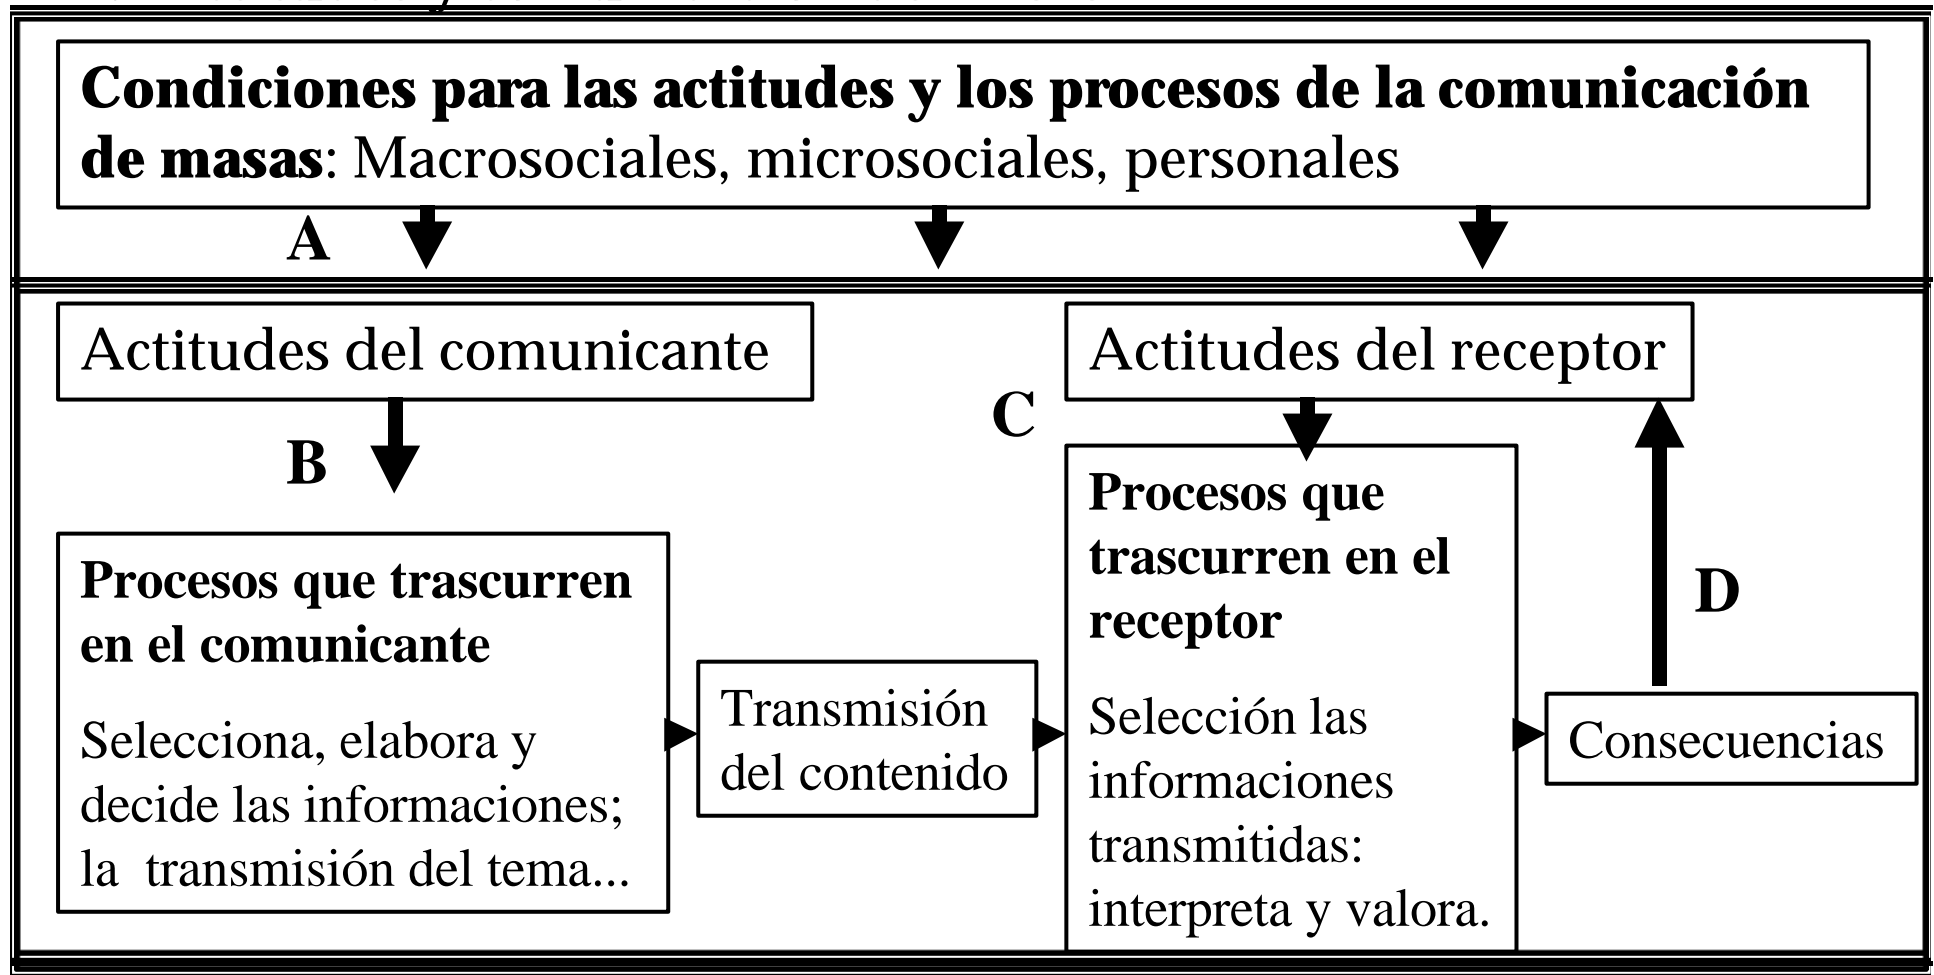 Condiciones para las actitudes y los procesos de la comunicación
de masas: Macrosociales, microsociales, personales
A
Actitudes del comunicante
Actitudes del receptor
B
C
Procesos que trascurren
en el comunicante
Selecciona, elabora y
decide las informaciones;
la transmisión del tema...
Transmisión
del contenido
Procesos que
trascurren en el
receptor
Selección las
informaciones
transmitidas:
interpreta y valora.
D
Consecuencias